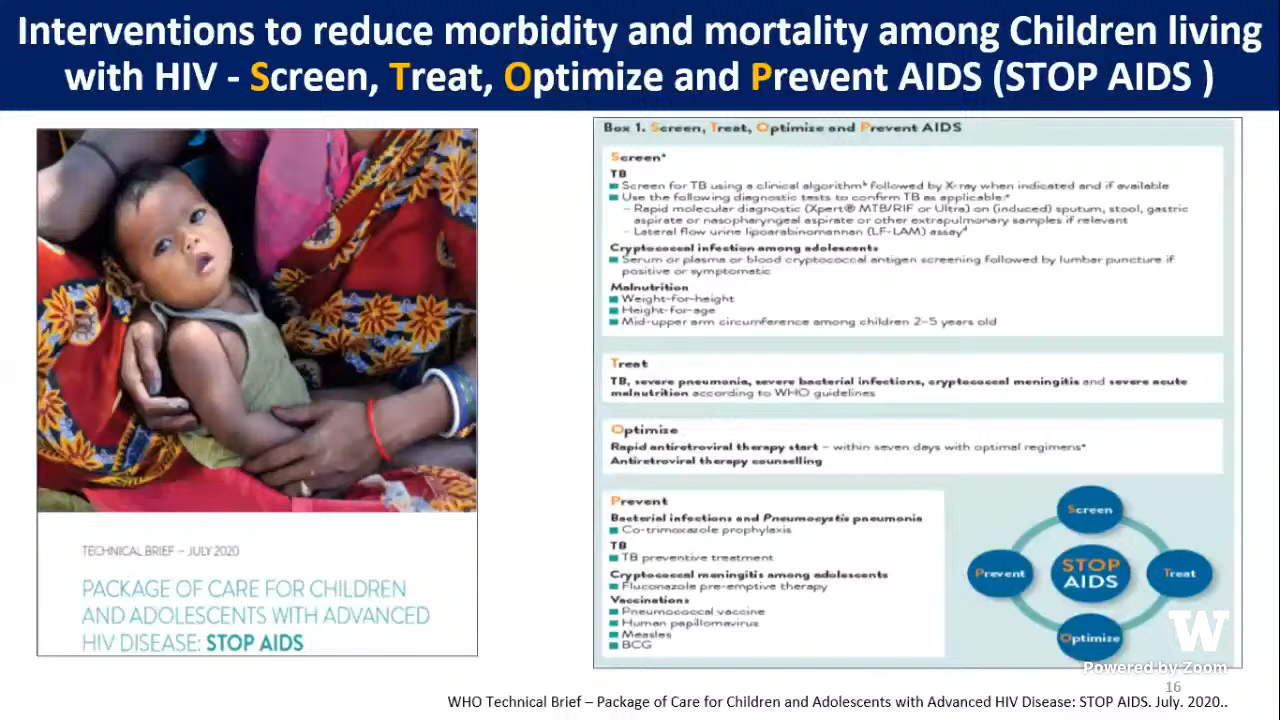 Interventions to reduce morbidity and mortality among Children living
with HIV - Screen, Treat, Optimize and Prevent AIDS (STOP AIDS )
TECHNICAL BRIEF – JULY 2020
PACKAGE OF CARE FOR CHILDREN
AND ADOLESCENTS WITH ADVANCED
HIV DISEASE: STOP AIDS
Box 1. Screen, Treat, Optimize and Prevent AIDS
Screenᵃ
TB
Screen for TB using a clinical algorithmᵇ followed by X-ray when indicated and if available
Use the following diagnostic tests to confirm TB as applicable:ᶜ
– Rapid molecular diagnostic (Xpert® MTB/RIF or Ultra) on (induced) sputum, stool, gastric
aspirate or nasopharyngeal aspirate or other extrapulmonary samples if relevant
– Lateral flow urine lipoarabinomannan (LF-LAM) assayᵈ
Cryptococcal infection among adolescents
Serum or plasma or blood cryptococcal antigen screening followed by lumbar puncture if
positive or symptomatic
Malnutrition
Weight-for-height
Height-for-age
Mid-upper arm circumference among children 2–5 years old
Treat
TB, severe pneumonia, severe bacterial infections, cryptococcal meningitis and severe acute
malnutrition according to WHO guidelines
Optimize
Rapid antiretroviral therapy start – within seven days with optimal regimensᵉ
Antiretroviral therapy counselling
Prevent
Bacterial infections and Pneumocystis pneumonia
Co-trimoxazole prophylaxis
TB
TB preventive treatment
Cryptococcal meningitis among adolescents
Fluconazole pre-emptive therapy
Vaccinations
Pneumococcal vaccine
Human papillomavirus
Measles
BCG
Screen
Prevent
STOP
AIDS
Treat
Optimize
W
Powered by Zoom
16
WHO Technical Brief – Package of Care for Children and Adolescents with Advanced HIV Disease: STOP AIDS. July. 2020..